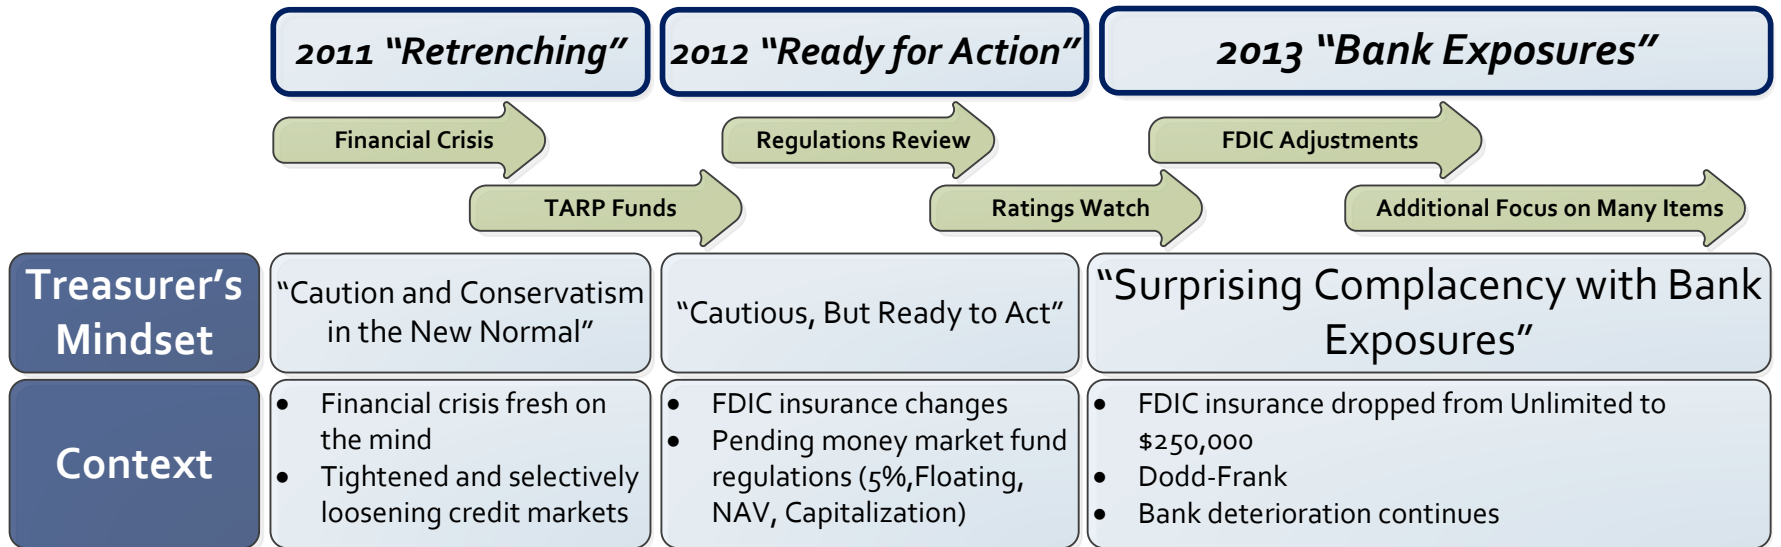 2011 “Retrenching”
2012 “Ready for Action”
2013 “Bank Exposures”
Financial Crisis
Regulations Review
FDIC Adjustments
TARP Funds
Ratings Watch
Additional Focus on Many Items
Treasurer’s
Mindset
“Caution and Conservatism
in the New Normal”
“Cautious, But Ready to Act”
“Surprising Complacency with Bank
Exposures”
Context
• Financial crisis fresh on
the mind
• Tightened and selectively
loosening credit markets
• FDIC insurance changes
• Pending money market fund
regulations (5%,Floating,
NAV, Capitalization)
• FDIC insurance dropped from Unlimited to
$250,000
• Dodd-Frank
• Bank deterioration continues